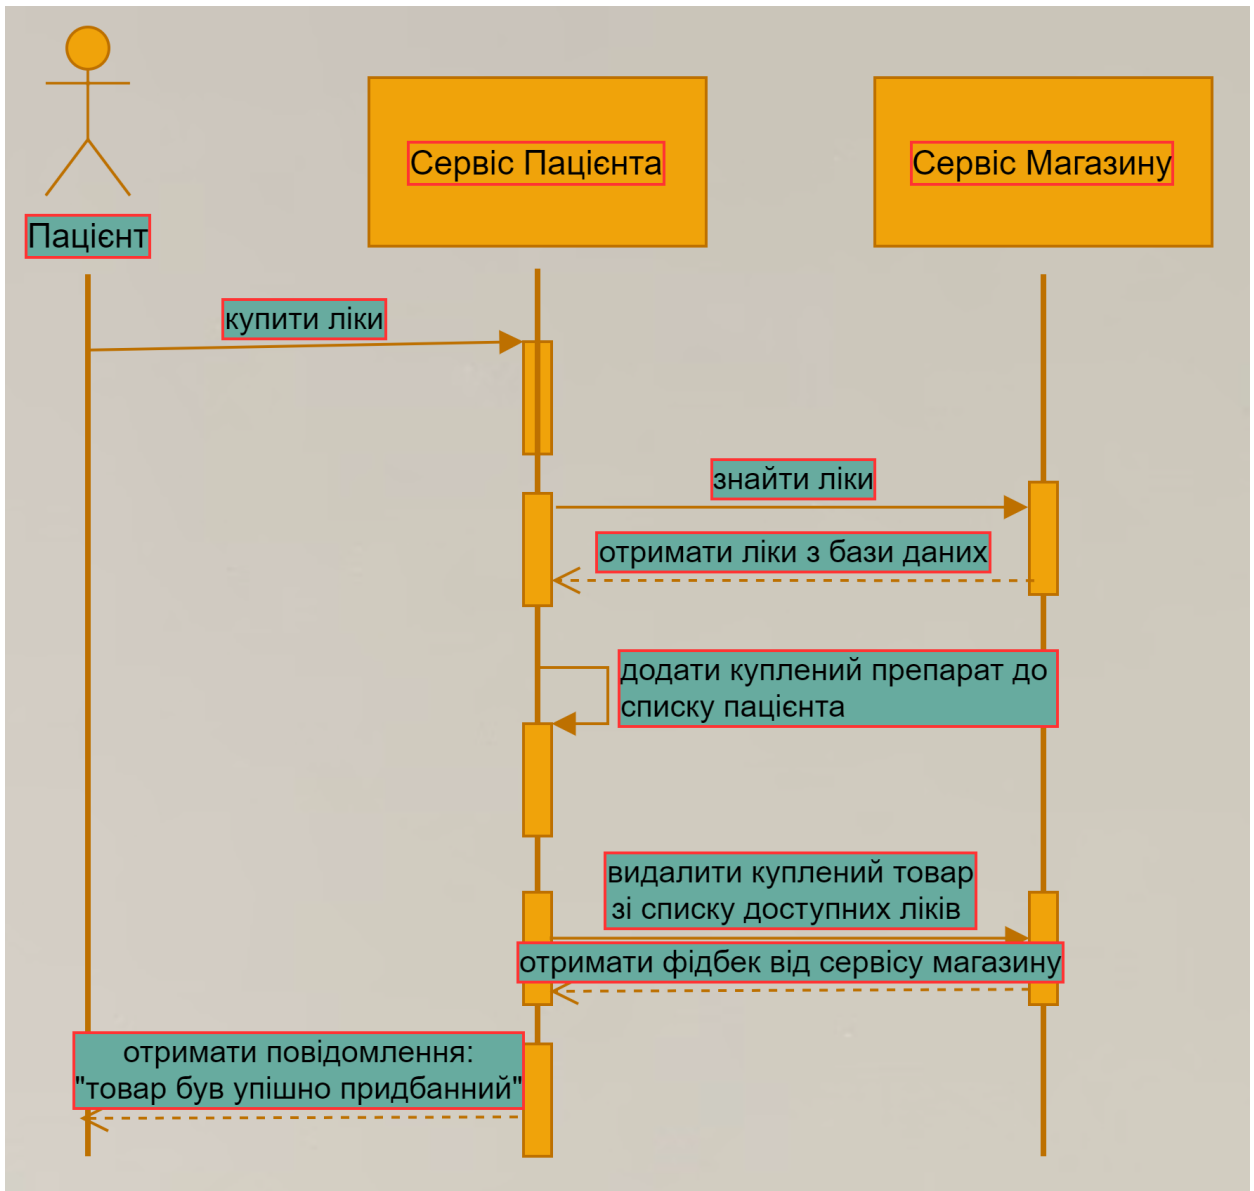 Пацієнт
Сервіс Пацієнта
Сервіс Магазину
купити ліки
знайти ліки
отримати ліки з бази даних
додати куплений препарат до
списку пацієнта
видалити куплений товар
зі списку доступних ліків
отримати фідбек від сервісу магазину
отримати повідомлення:
"товар був упішно придбанний"